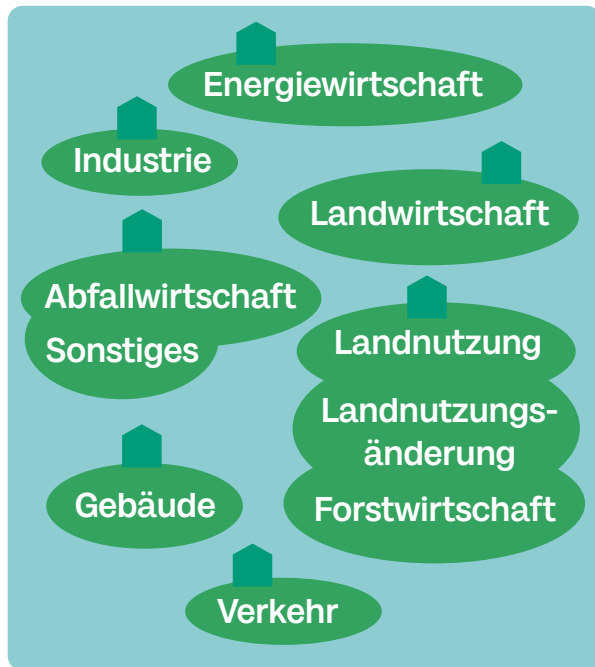 Energiewirtschaft
Industrie
Landwirtschaft
Abfallwirtschaft
Sonstiges
Landnutzung
Landnutzungs-
änderung
Forstwirtschaft
Gebäude
Verkehr